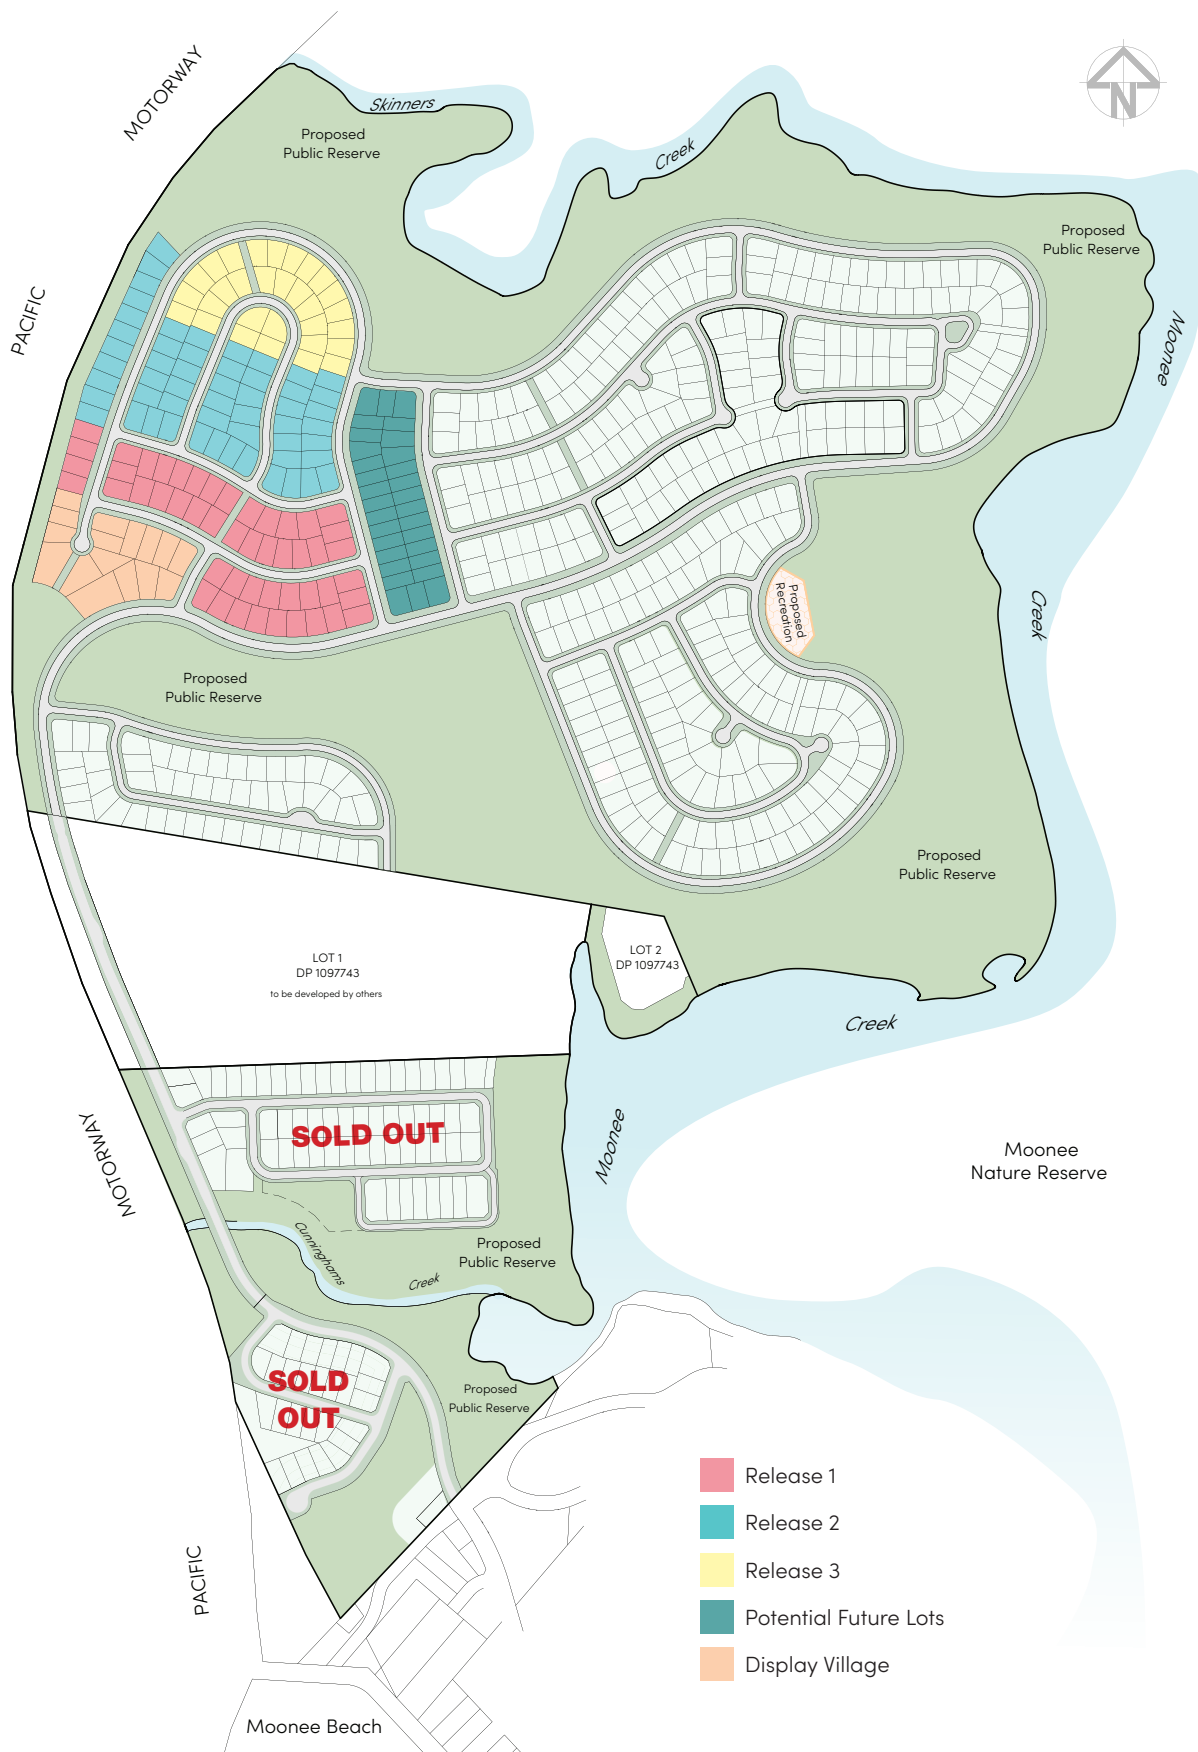 MOTORWAY
Skinners
Creek
Proposed
Public Reserve
N
Proposed
Public Reserve
PACIFIC
Moonee
Creek
Proposed
Recreation
Proposed
Public Reserve
Proposed
Public Reserve
LOT 1
DP 1097743
to be developed by others
LOT 2
DP 1097743
Creek
Moonee
MOTORWAY
SOLD OUT
Moonee
Nature Reserve
Cunninghams
Creek
Proposed
Public Reserve
SOLD
OUT
Proposed
Public Reserve
PACIFIC
Release 1
Release 2
Release 3
Potential Future Lots
Display Village
Moonee Beach